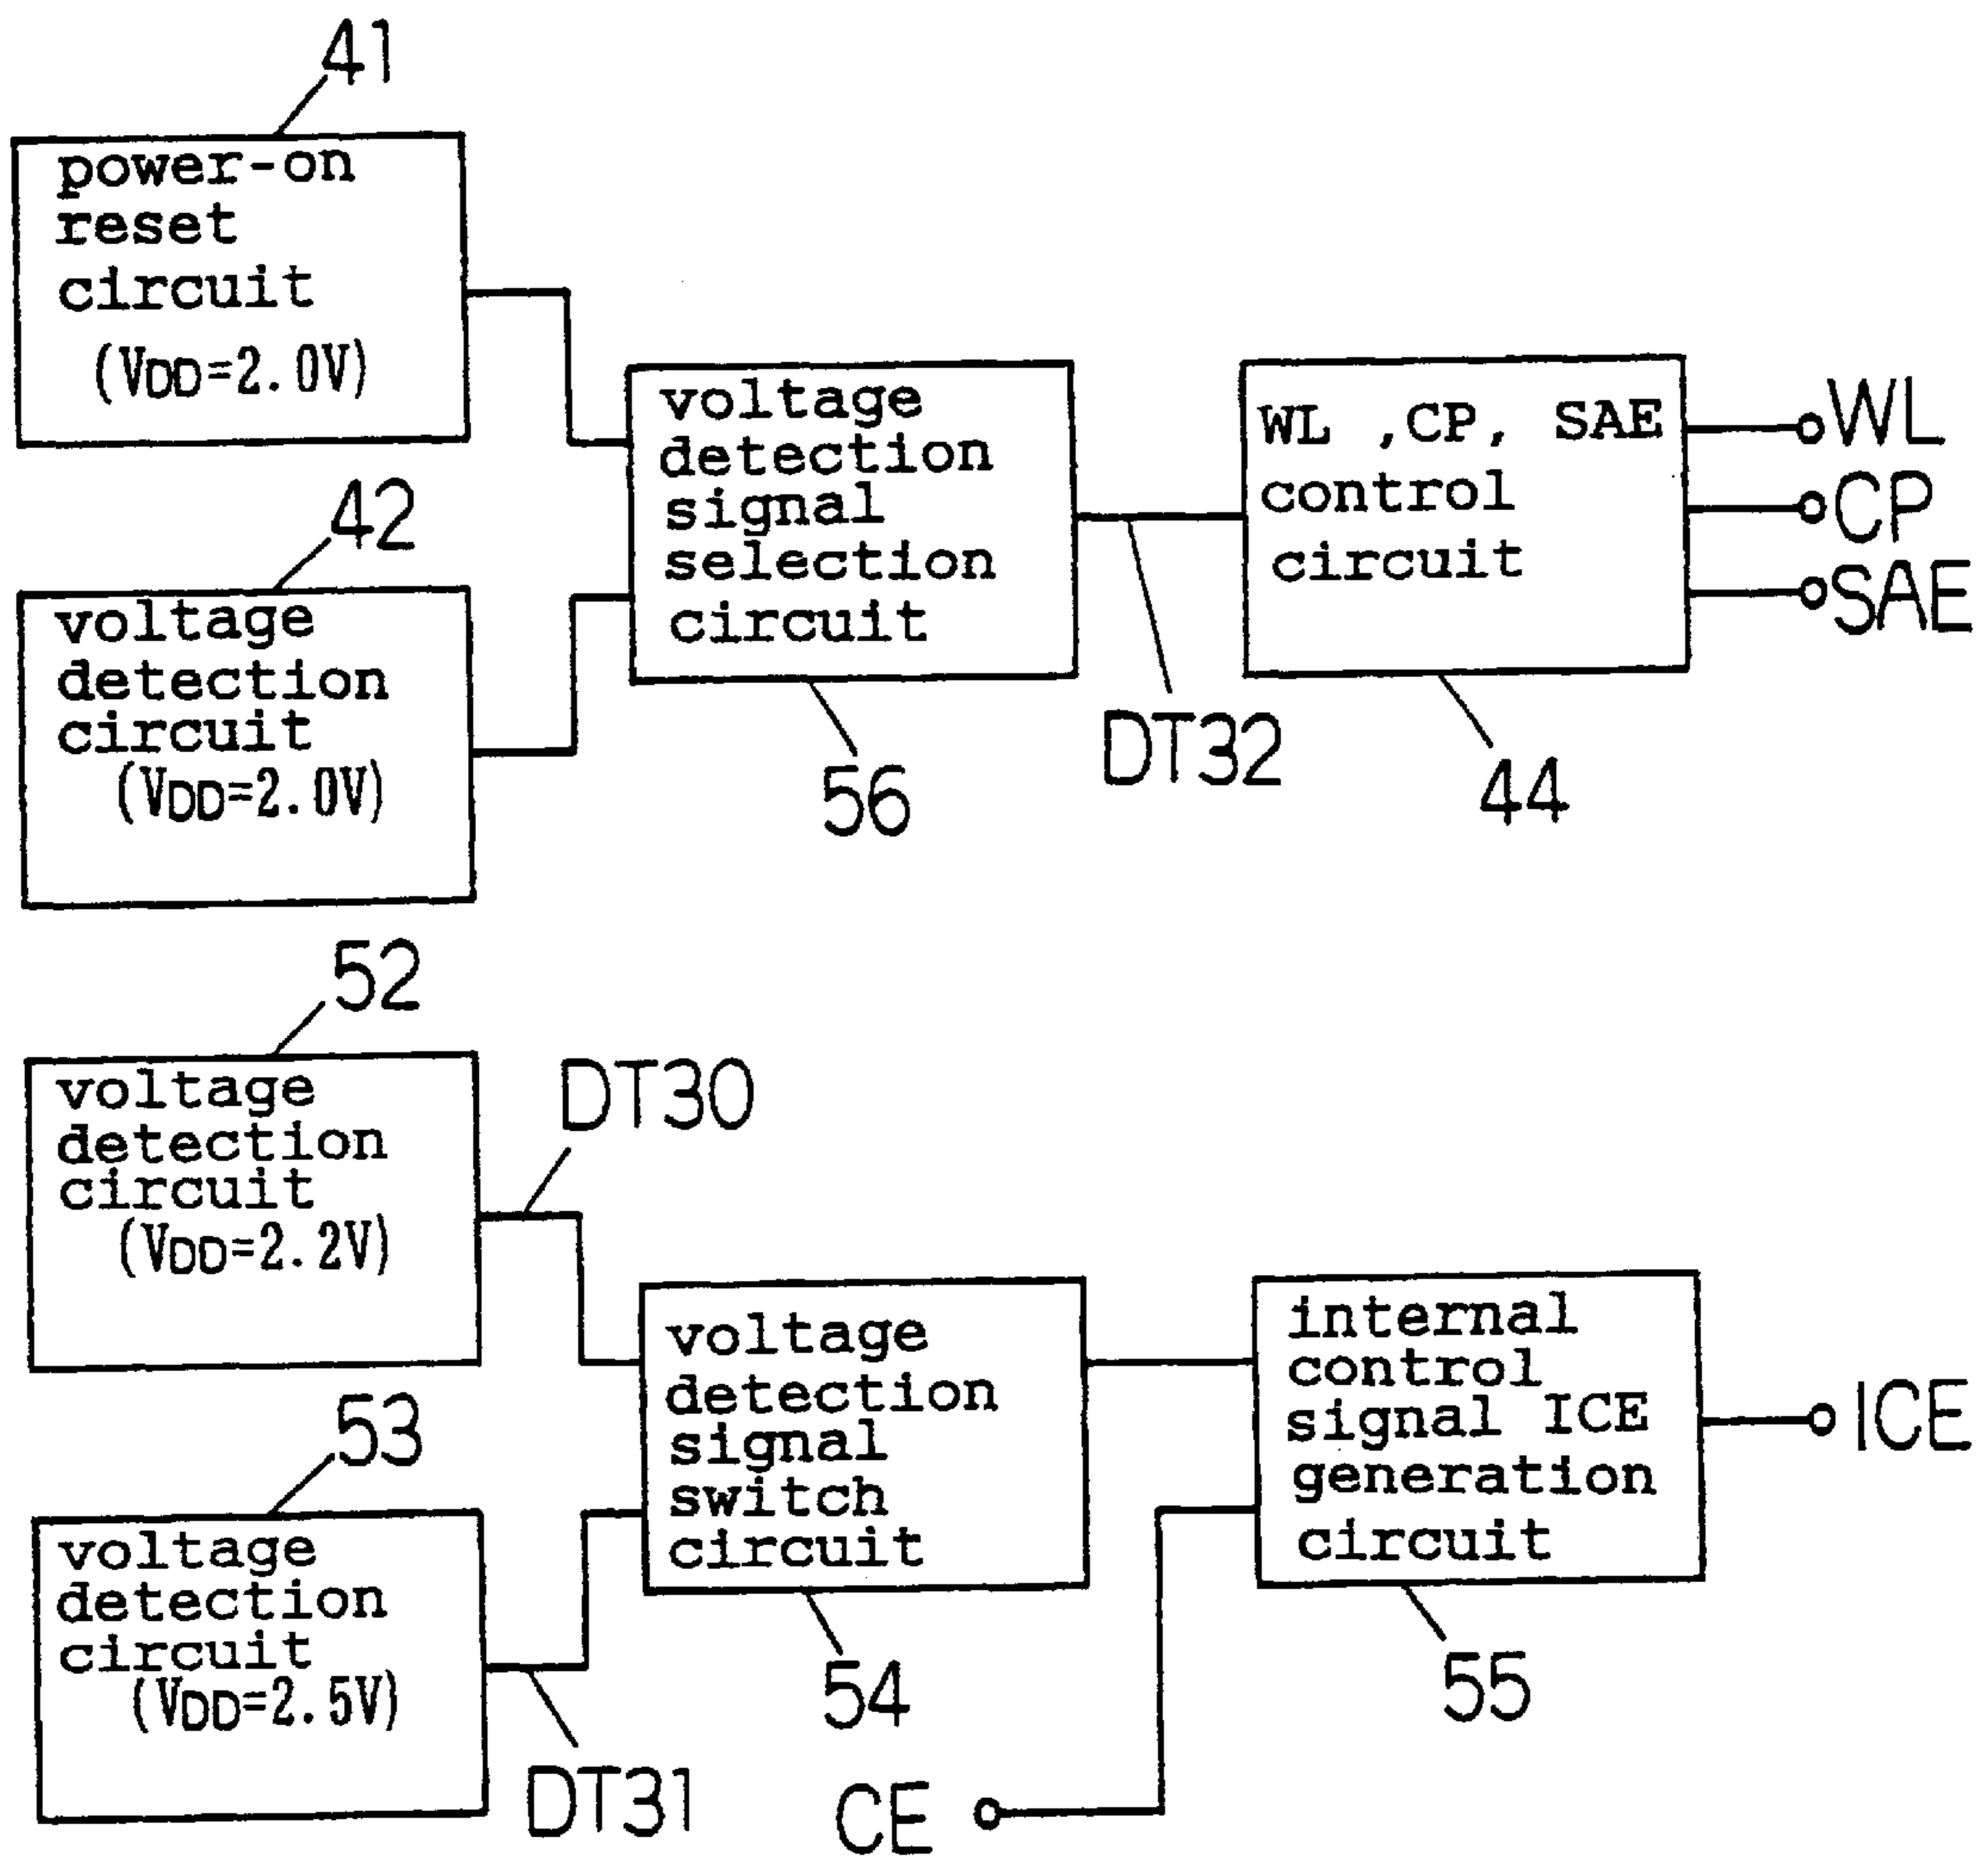 41
power-on
reset
circuit
(VDD=2.0V)
42
voltage
detection
circuit
(VDD=2.0V)
voltage
detection
signal
selection
circuit
56
DT32
WL ,CP, SAE
control
circuit
44
WL
CP
SAE
52
voltage
detection
circuit
(VDD=2.2V)
DT30
53
voltage
detection
circuit
(VDD=2.5V)
DT31
voltage
detection
signal
switch
circuit
54
internal
control
signal ICE
generation
circuit
55
CE
ICE